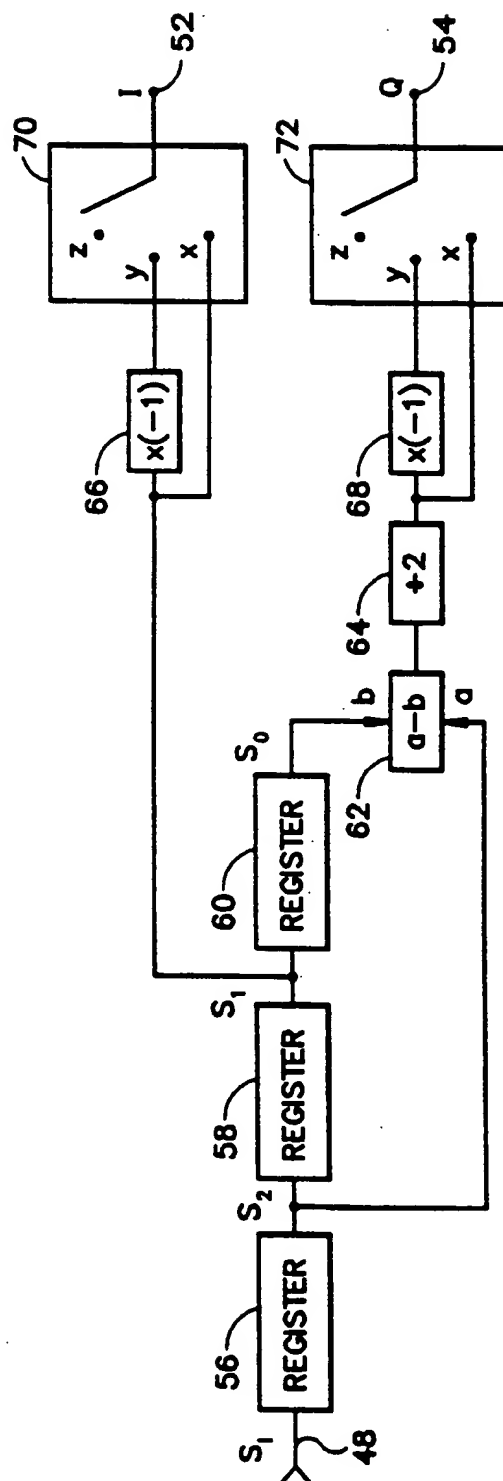 70
I
52
z
y
x
66
x(-1)
72
Q
54
z
y
x
68
x(-1)
64
÷2
62
a-b
b
a
S₀
60
REGISTER
S₁
58
REGISTER
S₂
56
REGISTER
S₁
48